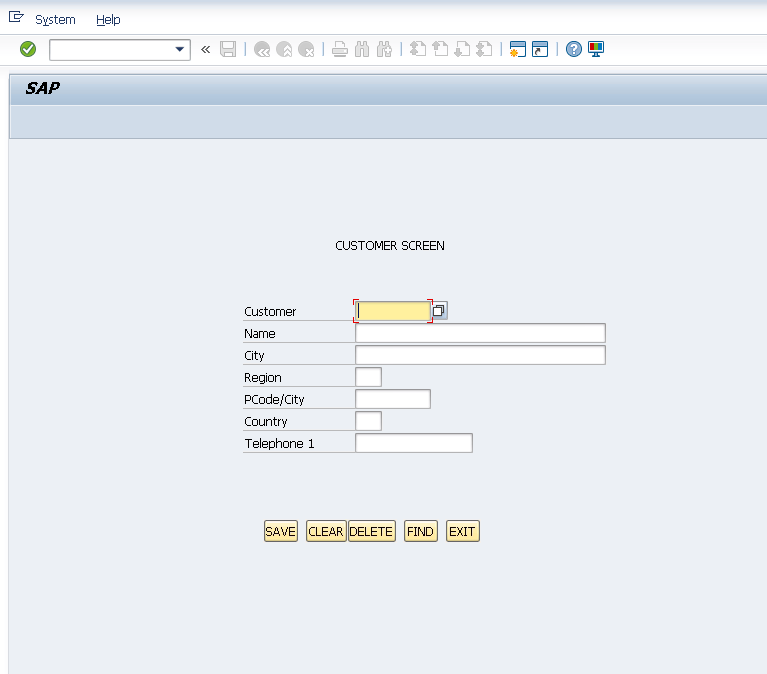 System Help
SAP
CUSTOMER SCREEN
Customer
Name
City
Region
PCode/City
Country
Telephone 1
SAVE CLEAR DELETE FIND EXIT